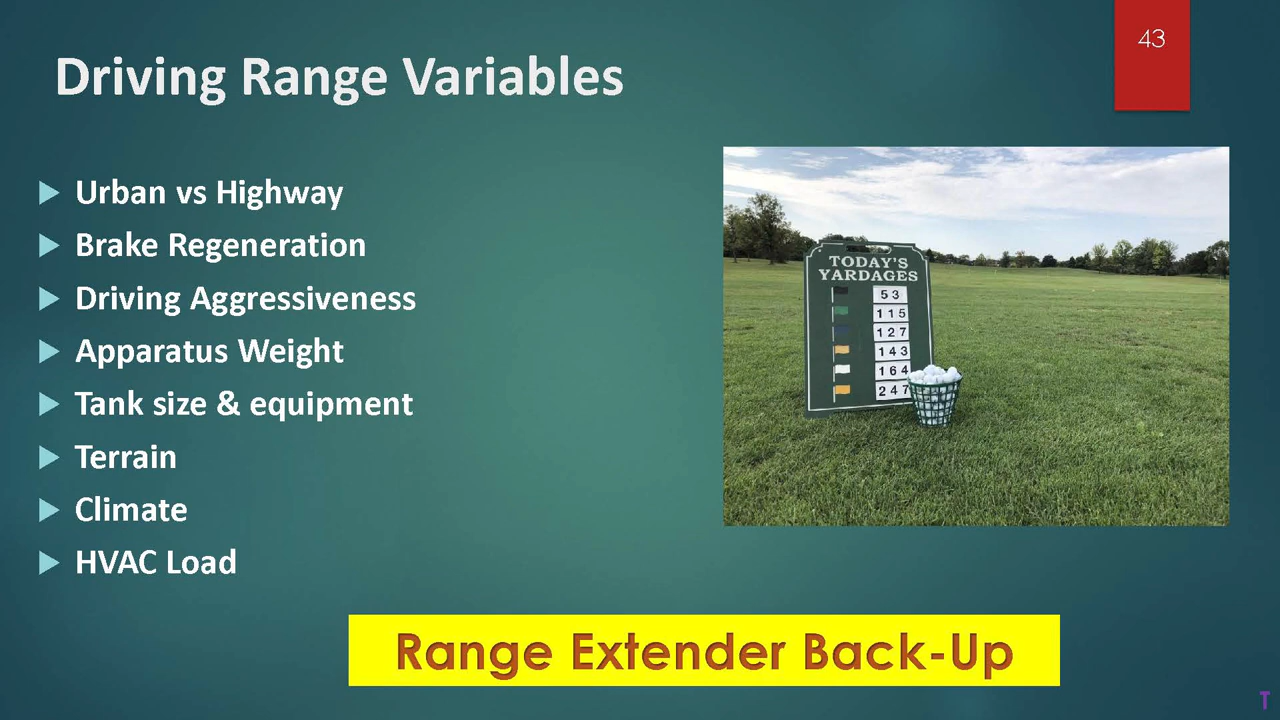 43
Driving Range Variables
Urban vs Highway
Brake Regeneration
Driving Aggressiveness
Apparatus Weight
Tank size & equipment
Terrain
Climate
HVAC Load
TODAY'S
YARDAGES
53
115
127
143
164
247
Range Extender Back-Up
T